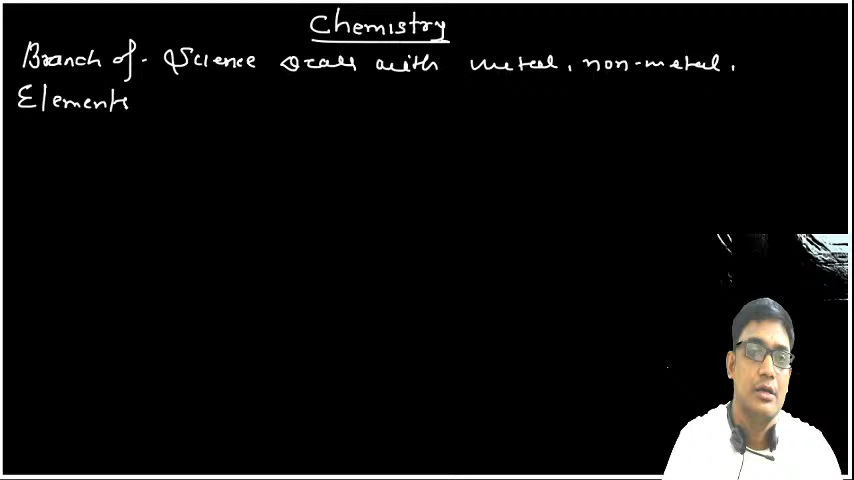 Chemistry
Branch of Science deals with metal, non-metal,
Elements